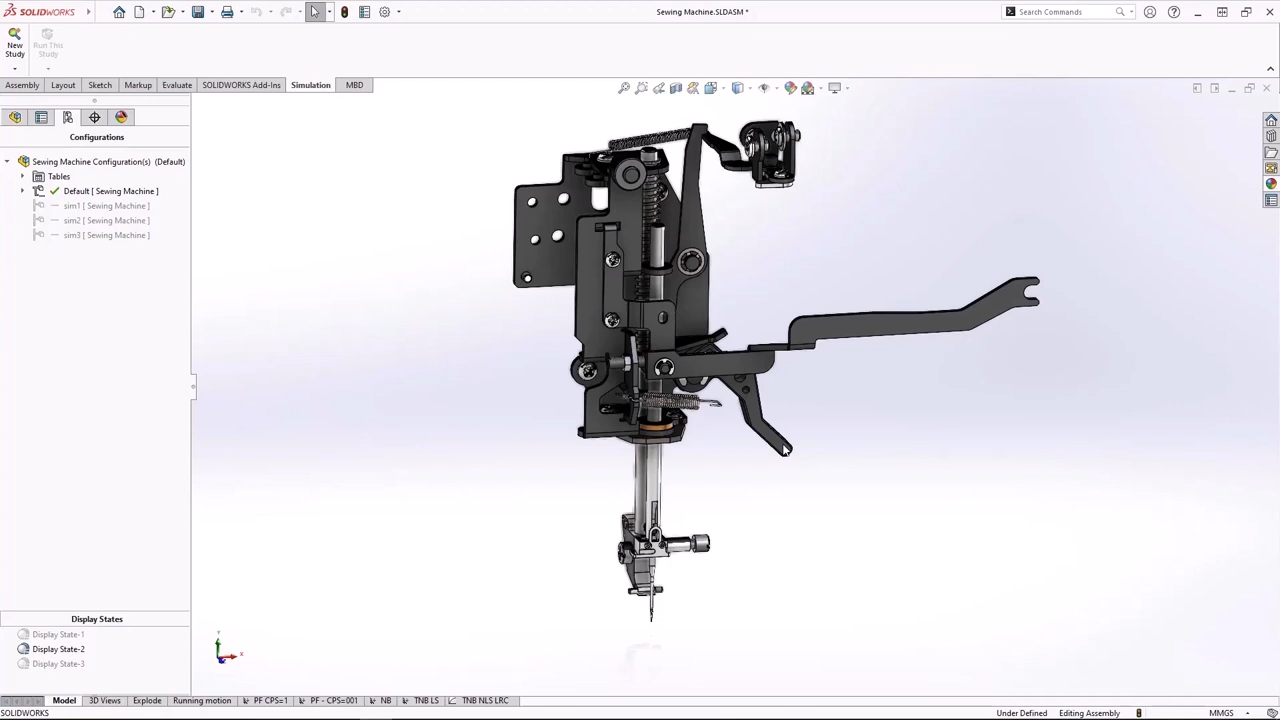 SOLIDWORKS
Sewing Machine.SLDASM *
Search Commands
New Study
Run This Study
Assembly Layout Sketch Markup Evaluate SOLIDWORKS Add-Ins Simulation MBD
Configurations
Sewing Machine Configuration(s) (Default)
Tables
Default [ Sewing Machine ]
sim1 [ Sewing Machine ]
sim2 [ Sewing Machine ]
sim3 [ Sewing Machine ]
Display States
Display State-1
Display State-2
Display State-3
Y
X
Model 3D Views Explode Running motion PF CPS=1 PF - CPS=001 NB TNB LS TNB NLS LRC
SOLIDWORKS
Under Defined Editing Assembly MMGS